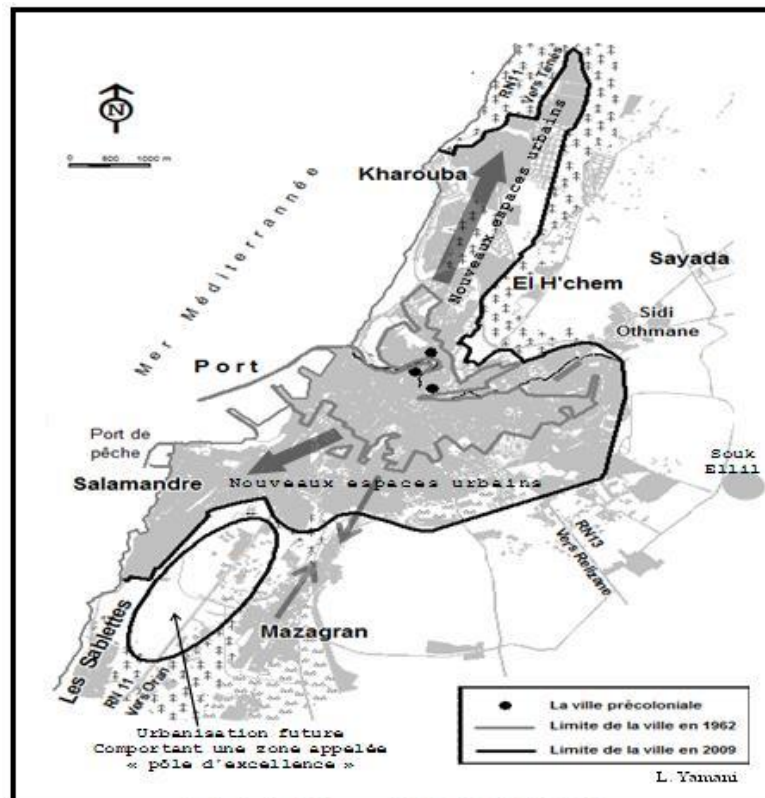 RN11
Vers Ténès
N
0 500 1000 m
Kharouba
Nouveaux espaces urbains
Mer Méditerrannée
El H'chem
Sayada
Sidi
Othmane
Port
Port de
pêche
Salamandre
Nouveaux espaces urbains
Souk
Ellil
RN13
Vers Relizane
Mazagran
Les Sablettes
RN 11
Vers Oran
Urbanisation future
Comportant une zone appelée
« pôle d'excellence »
La ville précoloniale
Limite de la ville en 1962
Limite de la ville en 2009
L. Yamani